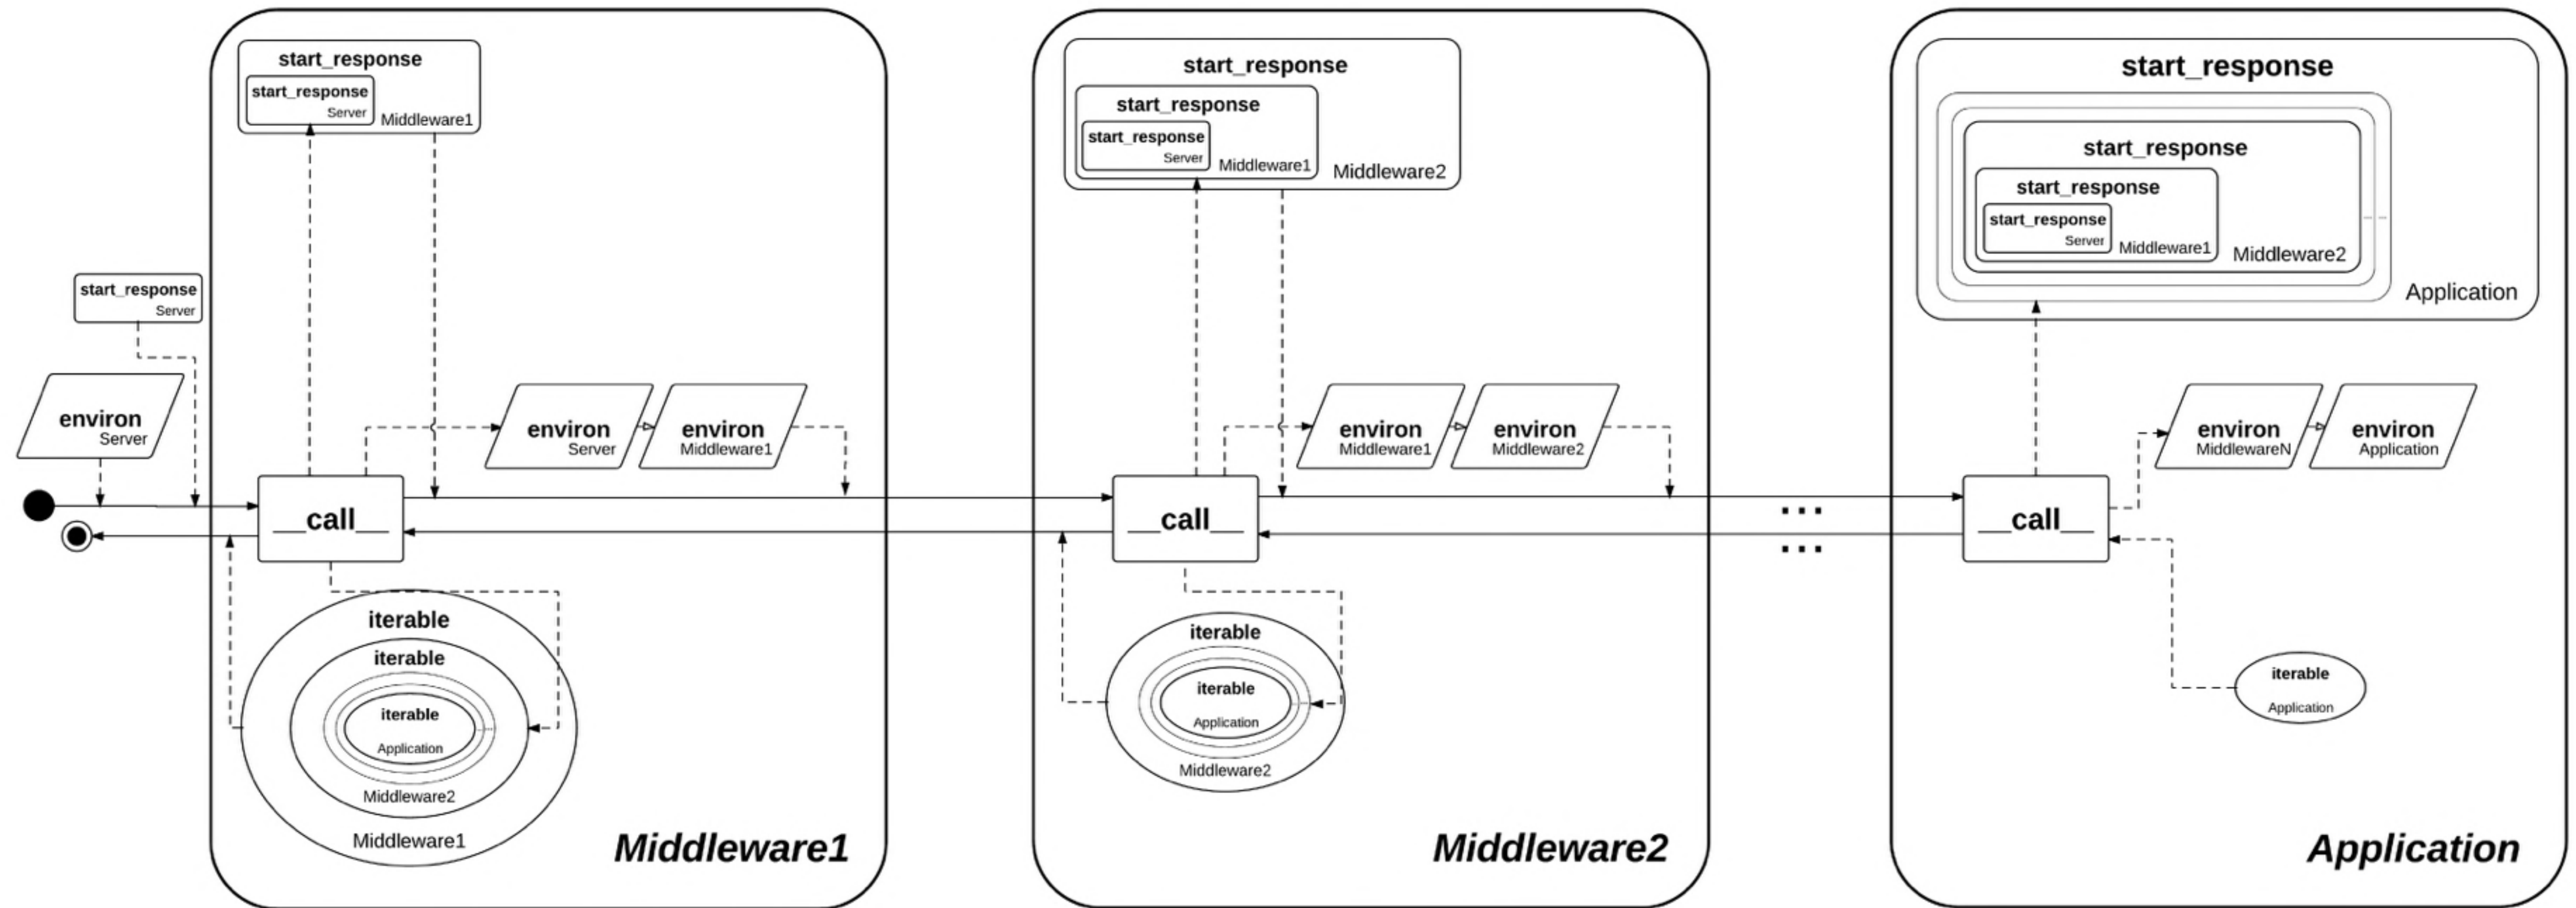 start_response
Server
environ
Server
start_response
start_response
Server
Middleware1
environ
Server
environ
Middleware1
__call__
iterable
iterable
iterable
Application
Middleware2
Middleware1
Middleware1
start_response
start_response
start_response
Server
Middleware1
Middleware2
environ
Middleware1
environ
Middleware2
__call__
iterable
iterable
Application
Middleware2
Middleware2
...
...
start_response
start_response
start_response
start_response
Server
Middleware1
Middleware2
Application
environ
MiddlewareN
environ
Application
__call__
iterable
Application
Application